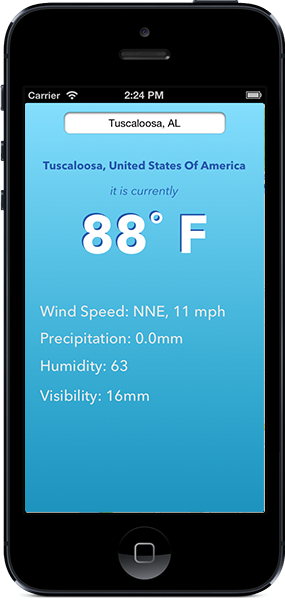 Carrier 2:24 PM
Tuscaloosa, AL
Tuscaloosa, United States Of America
it is currently
88° F
Wind Speed: NNE, 11 mph
Precipitation: 0.0mm
Humidity: 63
Visibility: 16mm